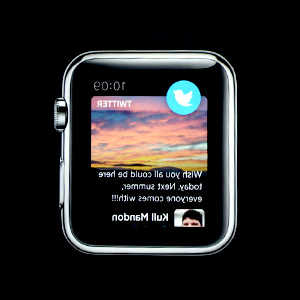 10:09
TWITTER
Wish you all could be here
today. Next summer,
everyone comes with!!!
Kull Mandon